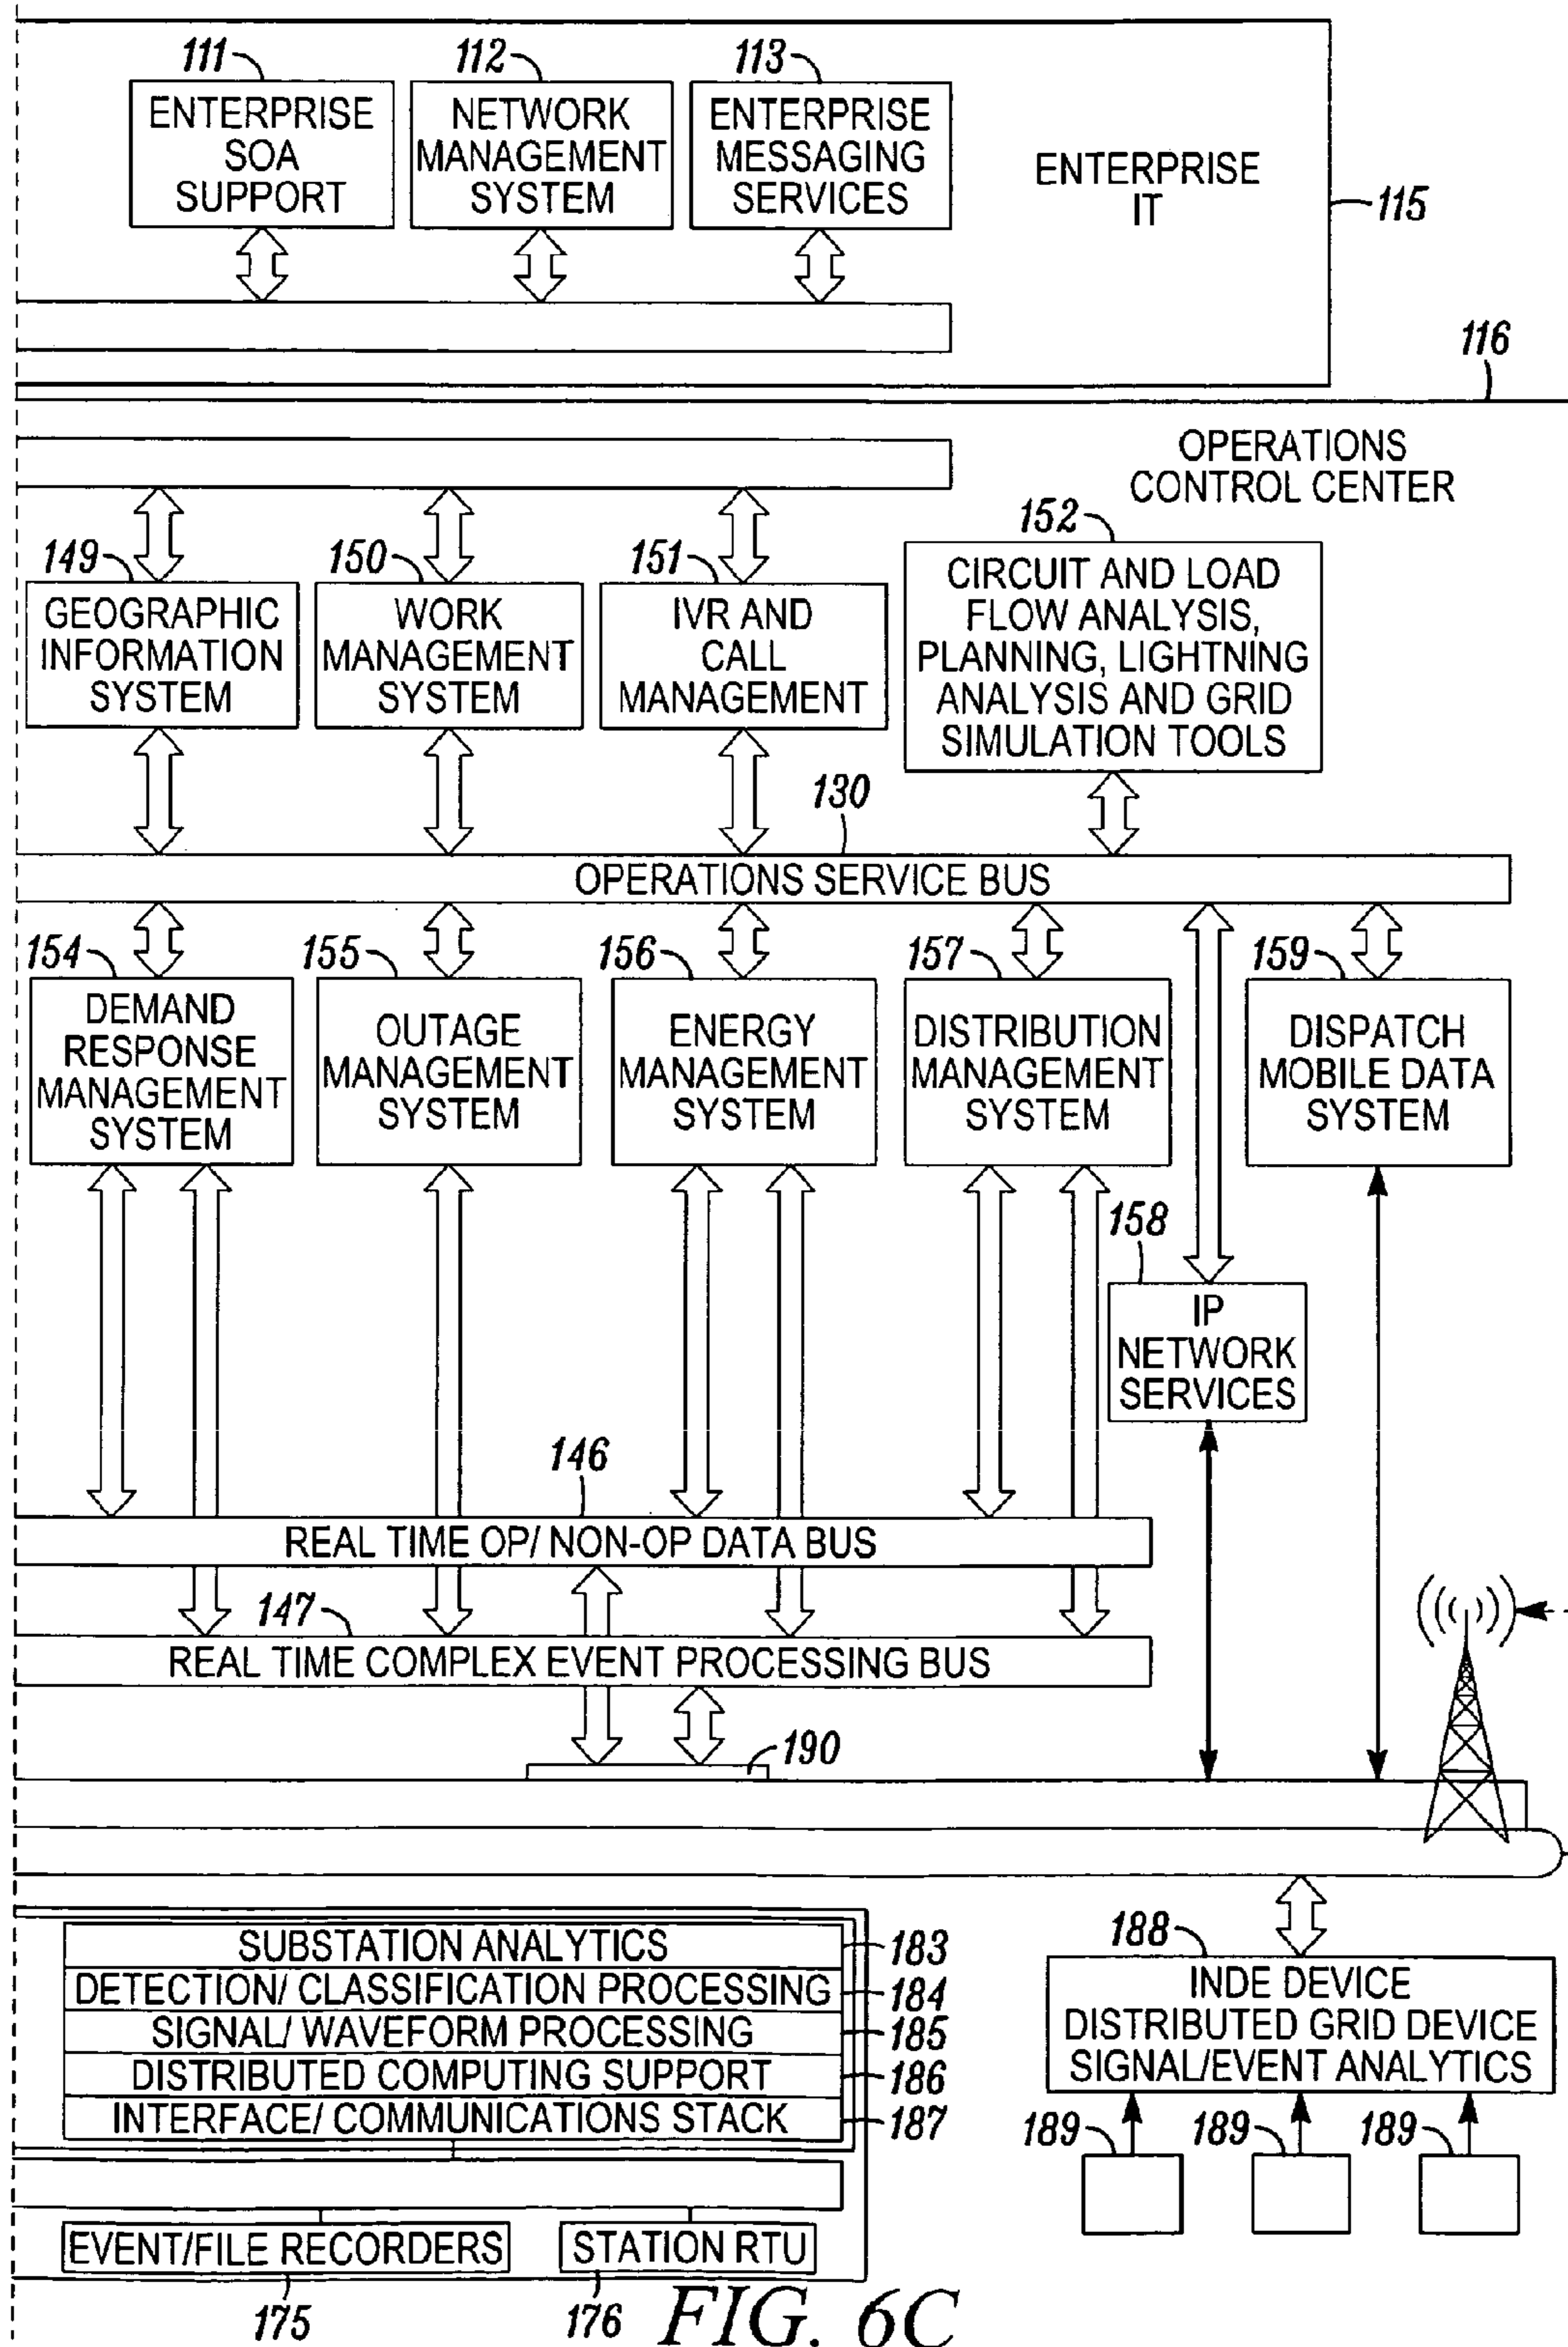 111
112
113
ENTERPRISE
SOA
SUPPORT
NETWORK
MANAGEMENT
SYSTEM
ENTERPRISE
MESSAGING
SERVICES
ENTERPRISE
IT
115
116
OPERATIONS
CONTROL CENTER
149
150
151
152
GEOGRAPHIC
INFORMATION
SYSTEM
WORK
MANAGEMENT
SYSTEM
IVR AND
CALL
MANAGEMENT
CIRCUIT AND LOAD
FLOW ANALYSIS,
PLANNING, LIGHTNING
ANALYSIS AND GRID
SIMULATION TOOLS
130
OPERATIONS SERVICE BUS
154
155
156
157
159
DEMAND
RESPONSE
MANAGEMENT
SYSTEM
OUTAGE
MANAGEMENT
SYSTEM
ENERGY
MANAGEMENT
SYSTEM
DISTRIBUTION
MANAGEMENT
SYSTEM
DISPATCH
MOBILE DATA
SYSTEM
158
IP
NETWORK
SERVICES
146
REAL TIME OP/ NON-OP DATA BUS
147
REAL TIME COMPLEX EVENT PROCESSING BUS
190
SUBSTATION ANALYTICS
183
DETECTION/ CLASSIFICATION PROCESSING
184
SIGNAL/ WAVEFORM PROCESSING
185
DISTRIBUTED COMPUTING SUPPORT
186
INTERFACE/ COMMUNICATIONS STACK
187
188
INDE DEVICE
DISTRIBUTED GRID DEVICE
SIGNAL/EVENT ANALYTICS
189
189
189
EVENT/FILE RECORDERS
STATION RTU
175
176
FIG. 6C